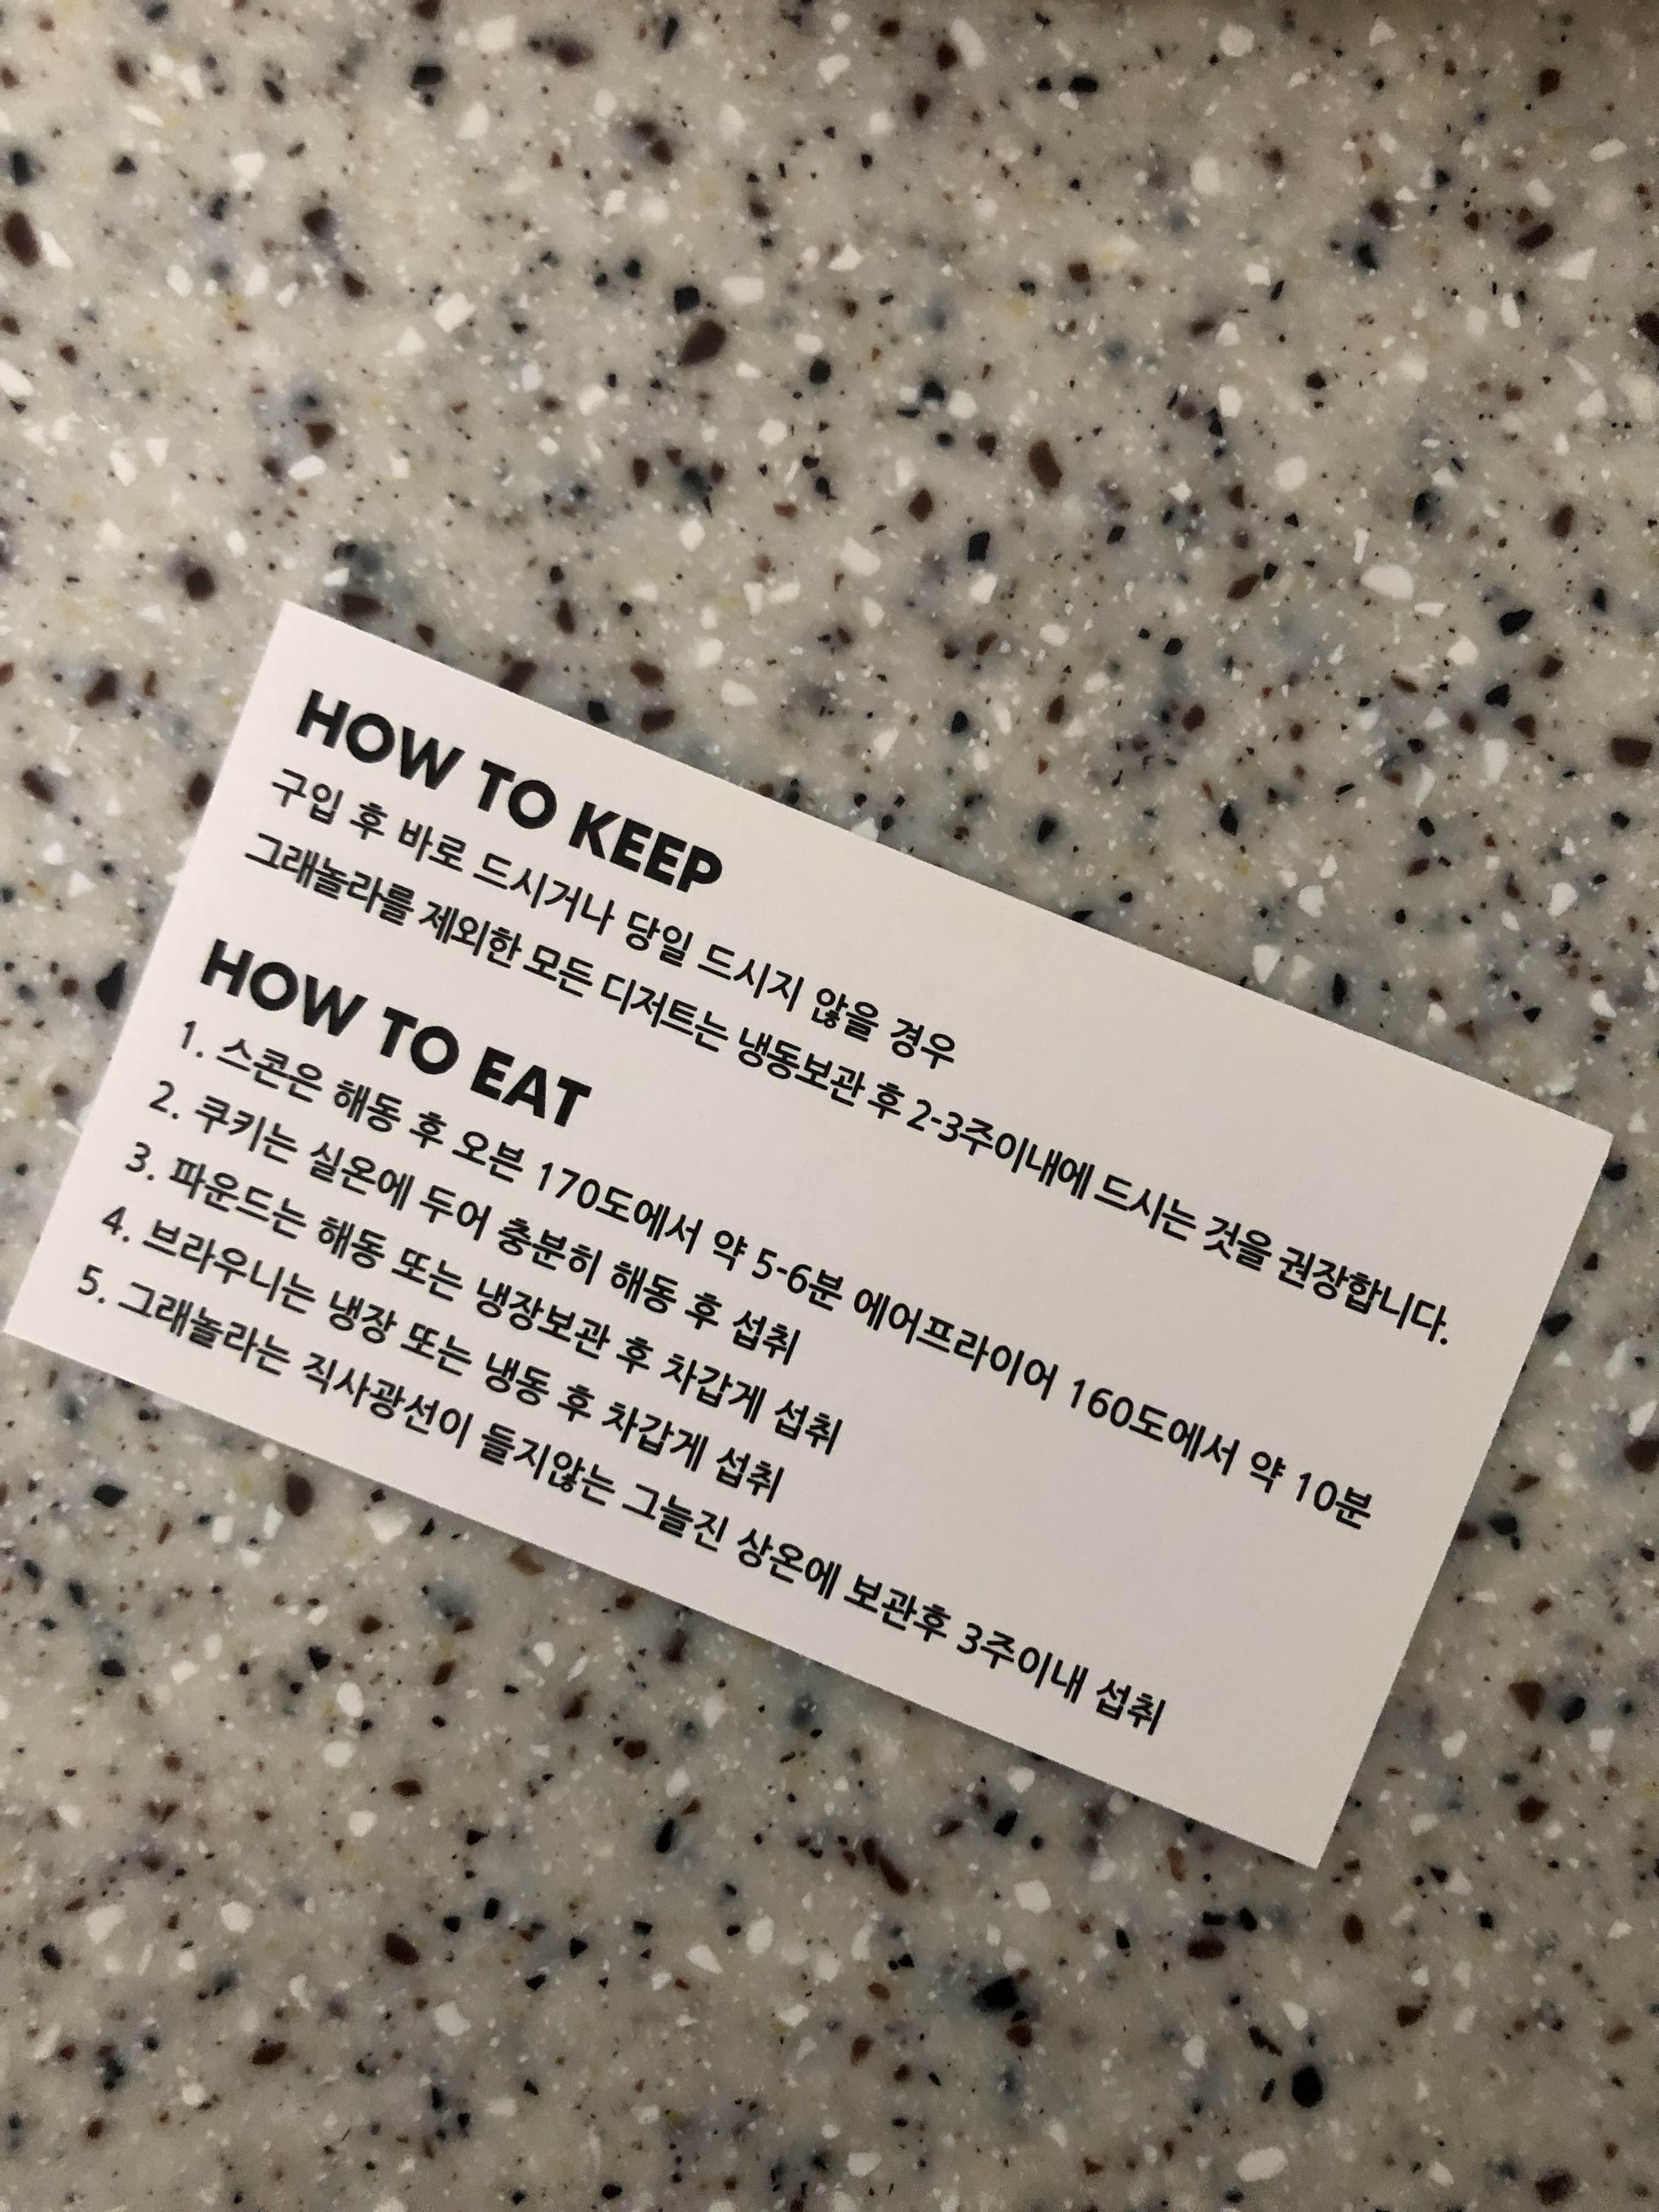 HOW TO KEEP
구입 후 바로 드시거나 당일 드시지 않을 경우
그래놀라를 제외한 모든 디저트는 냉동보관 후 2-3주이내에 드시는 것을 권장합니다.
HOW TO EAT
1. 스콘은 해동 후 오븐 170도에서 약 5-6분 에어프라이어 160도에서 약 10분
2. 쿠키는 실온에 두어 충분히 해동 후 섭취
3. 파운드는 해동 또는 냉장보관 후 차갑게 섭취
4. 브라우니는 냉장 또는 냉동 후 차갑게 섭취
5. 그래놀라는 직사광선이 들지않는 그늘진 상온에 보관후 3주이내 섭취